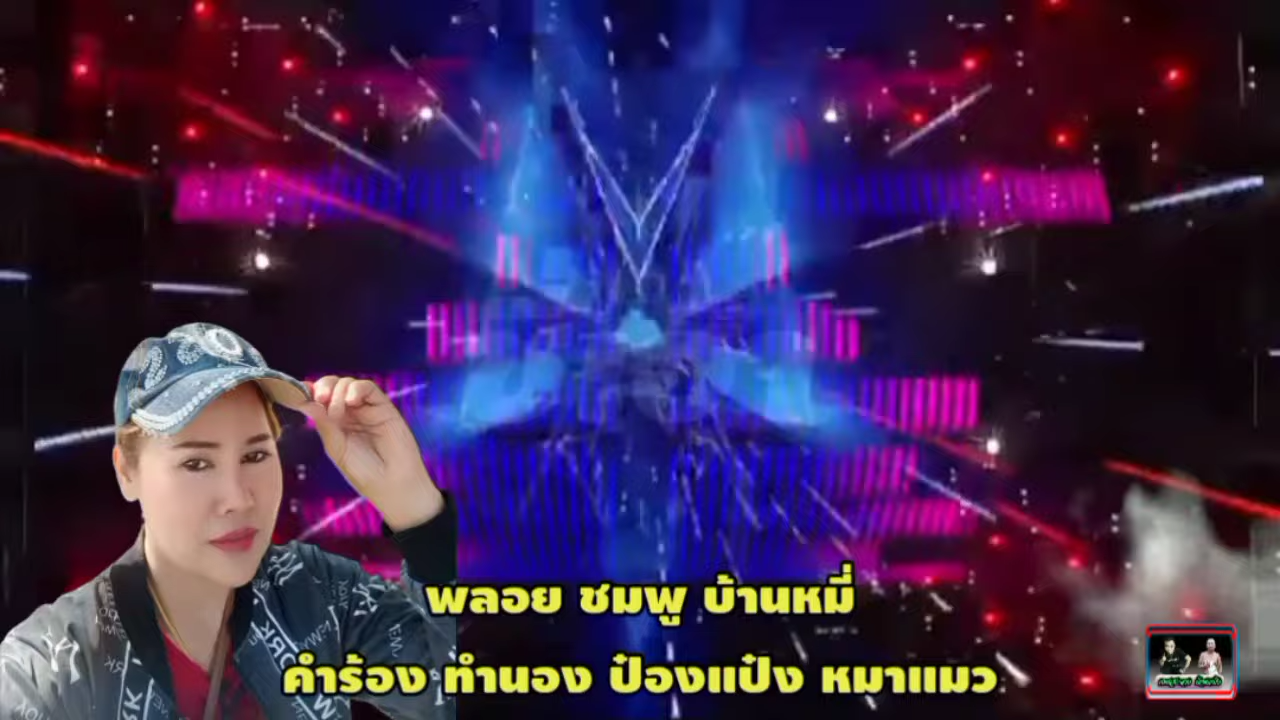 พลอย ชมพู บ้านหมี่
คำร้อง ทำนอง ป๋องแป๋ง หมาแมว